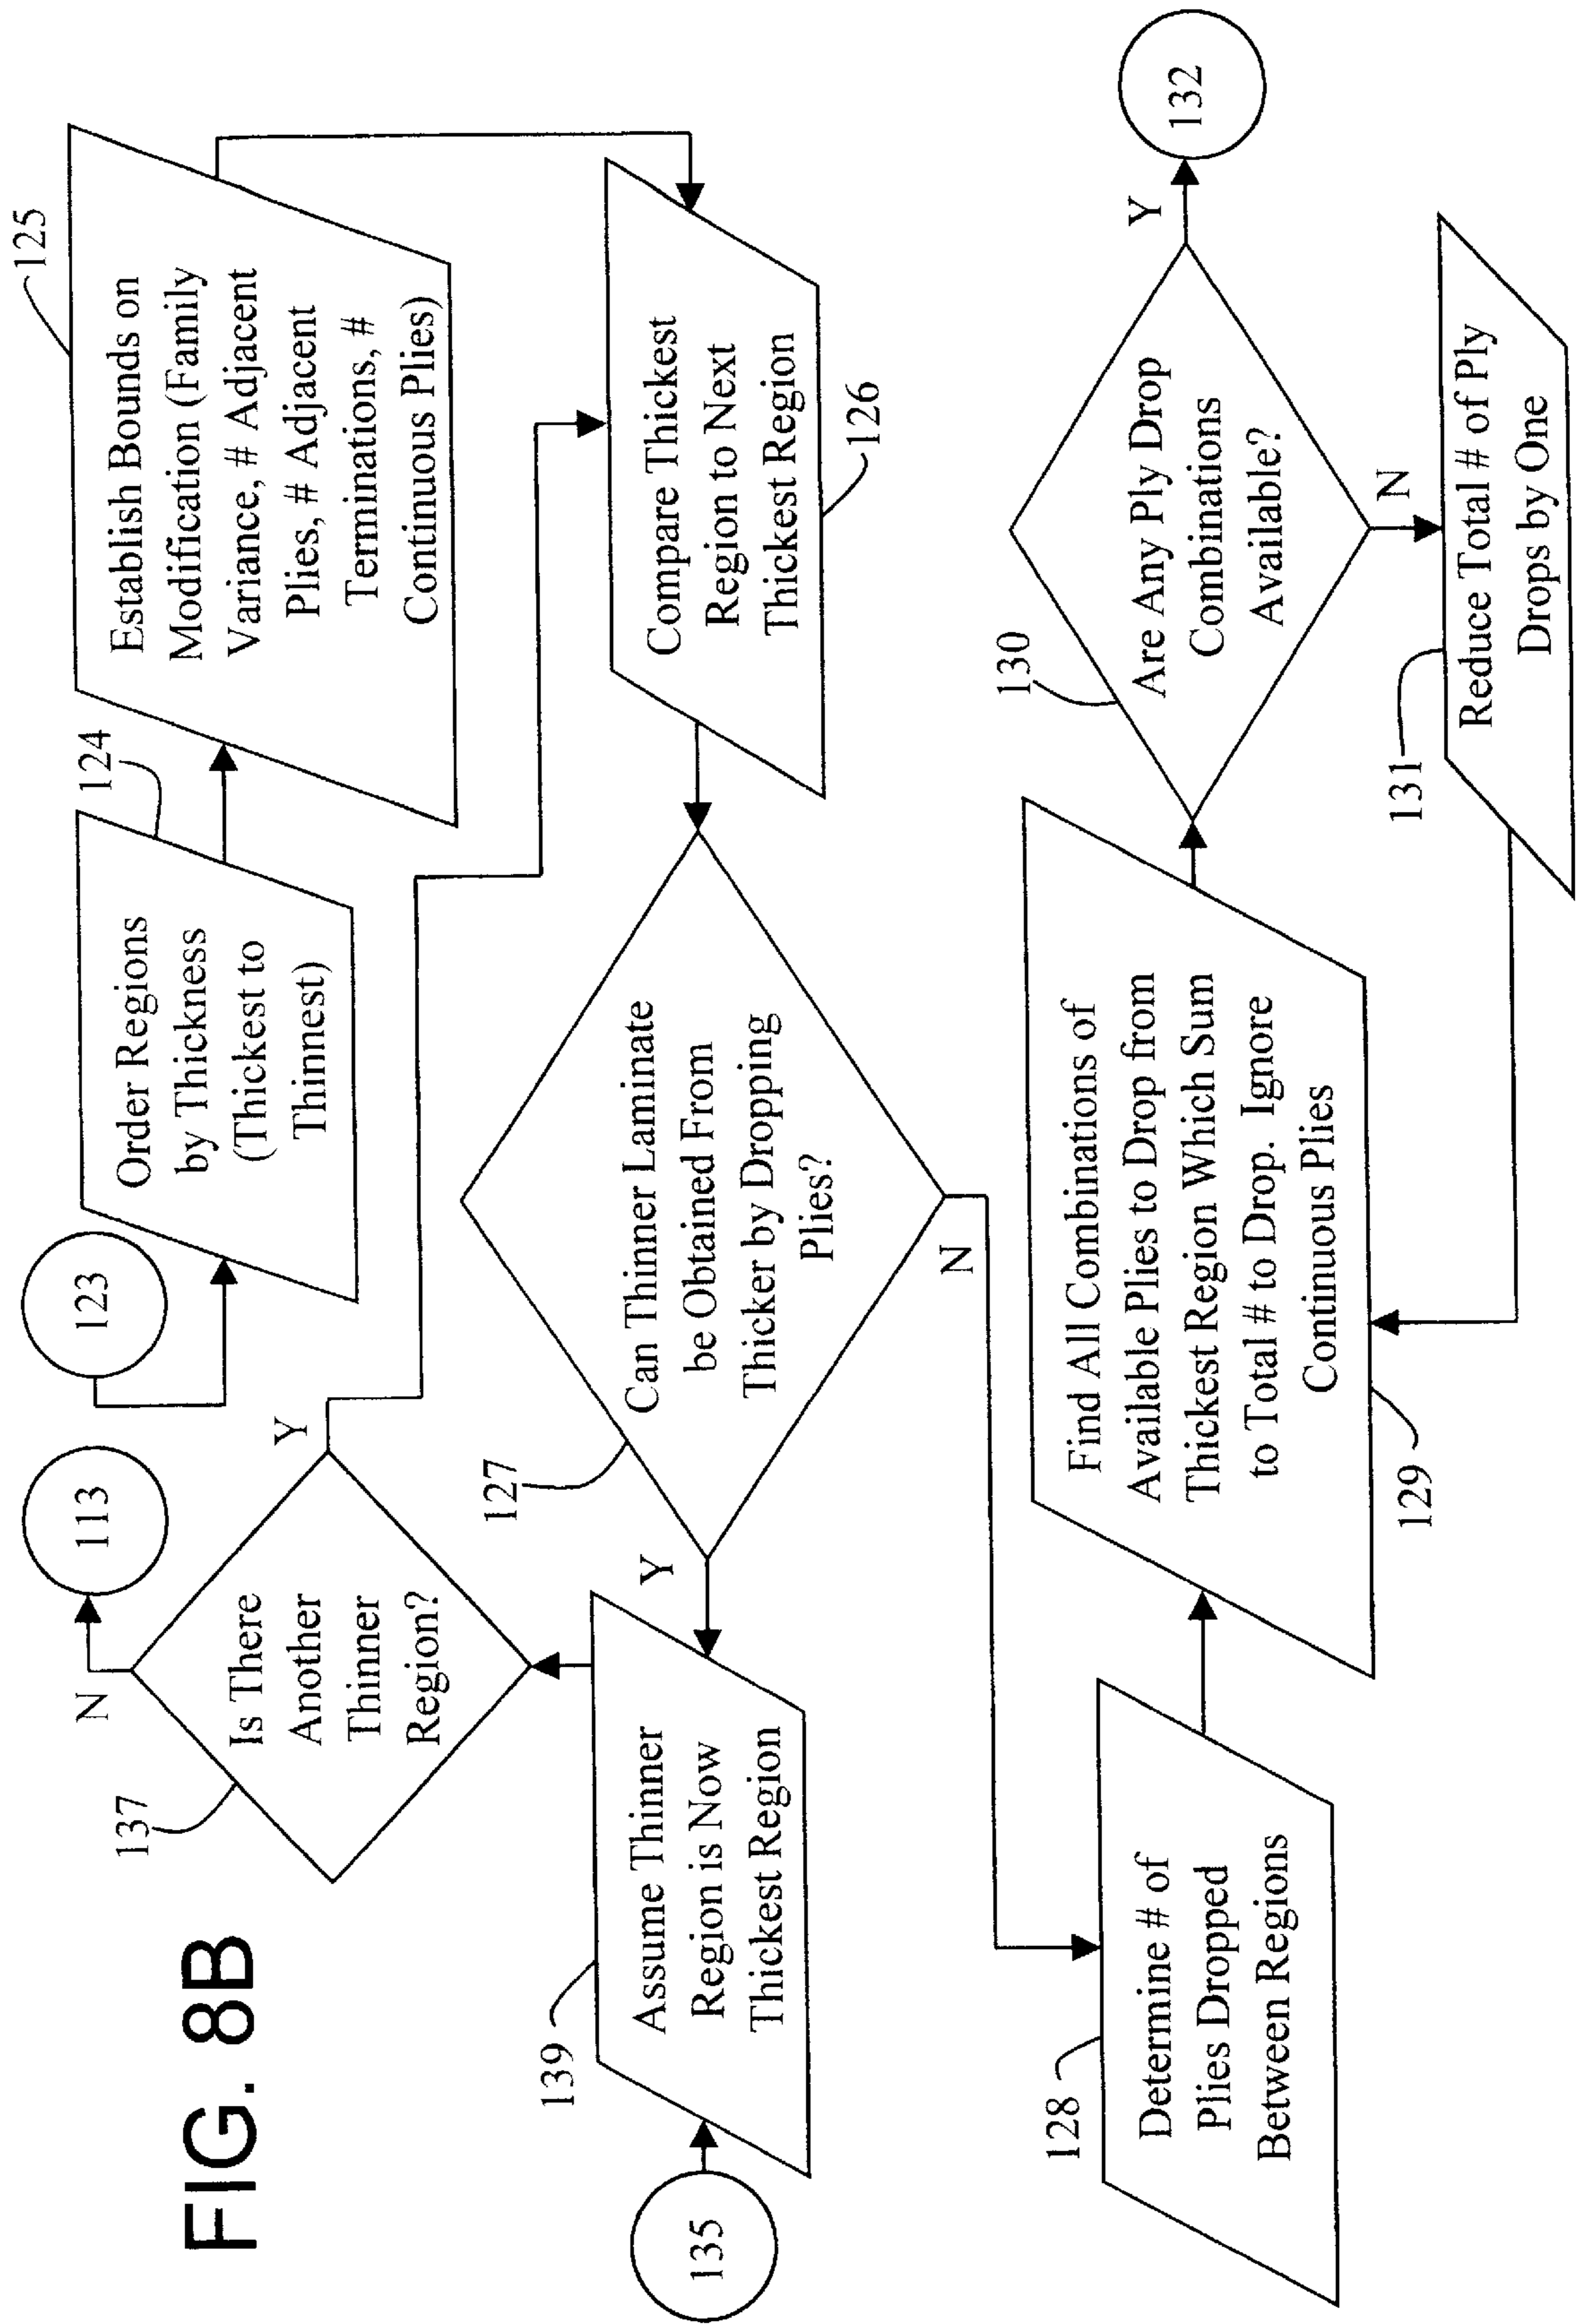 FIG. 8B
137
N
113
Is There
Another
Thinner
Region?
Y
123
Order Regions
by Thickness
(Thickest to
Thinnest)
124
125
Establish Bounds on
Modification (Family
Variance, # Adjacent
Plies, # Adjacent
Terminations, #
Continuous Plies)
135
139
Assume Thinner
Region is Now
Thickest Region
Y
127
Can Thinner Laminate
be Obtained From
Thicker by Dropping
Plies?
N
Compare Thickest
Region to Next
Thickest Region
126
128
Determine # of
Plies Dropped
Between Regions
Find All Combinations of
Available Plies to Drop from
Thickest Region Which Sum
to Total # to Drop. Ignore
Continuous Plies
129
130
Are Any Ply Drop
Combinations
Available?
Y
132
N
131
Reduce Total # of Ply
Drops by One